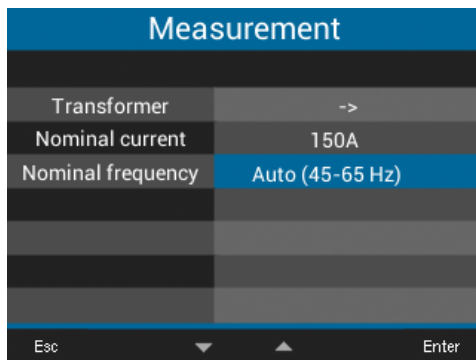 Measurement
Transformer ->
Nominal current 150A
Nominal frequency Auto (45-65 Hz)
Esc Enter